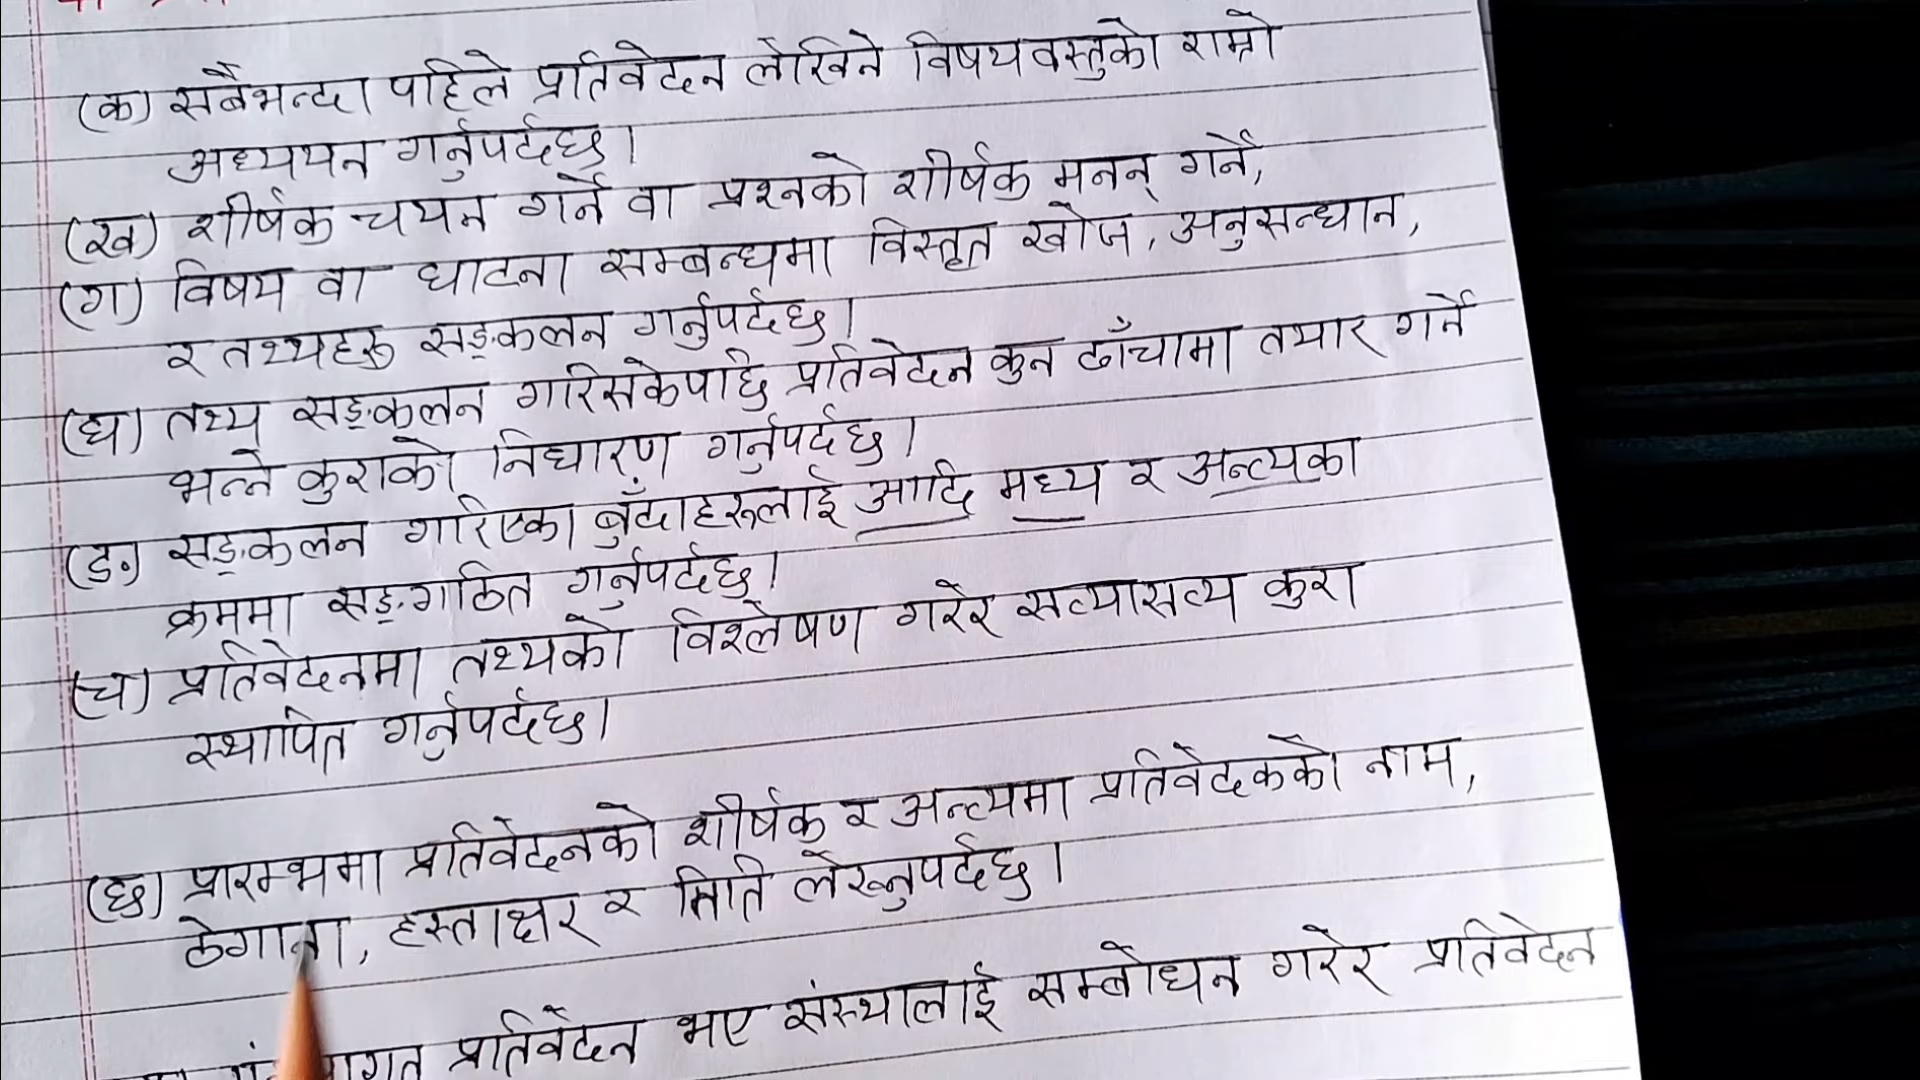 (क) सबैभन्दा पहिले प्रतिवेदन लेखिने विषयवस्तुको राम्रो
अध्ययन गर्नुपर्दछ।
(ख) शीर्षक चयन गर्ने वा प्रश्नको शीर्षक मनन् गर्ने,
(ग) विषय वा घटना सम्बन्धमा विस्तृत खोज, अनुसन्धान,
र तथ्यहरू सङ्कलन गर्नुपर्दछ।
(घ) तथ्य सङ्कलन गरिसकेपछि प्रतिवेदन कुन ढाँचामा तयार गर्ने
भन्ने कुराको निधारण गर्नुपर्दछ।
(ङ) सङ्कलन गरिएका बुँदाहरूलाई आदि मध्य र अन्त्यका
क्रममा सङ्गठित गर्नुपर्दछ।
(च) प्रतिवेदनमा तथ्यको विश्लेषण गरेर सत्यासत्य कुरा
स्थापित गर्नुपर्दछ।
(छ) प्रारम्भमा प्रतिवेदनको शीर्षक र अन्त्यमा प्रतिवेदकको नाम,
ठेगाना, हस्ताक्षर र मिति लेख्नुपर्दछ।
प्रतिवेदन भए संस्थालाई सम्बोधन गरेर प्रतिवेदन